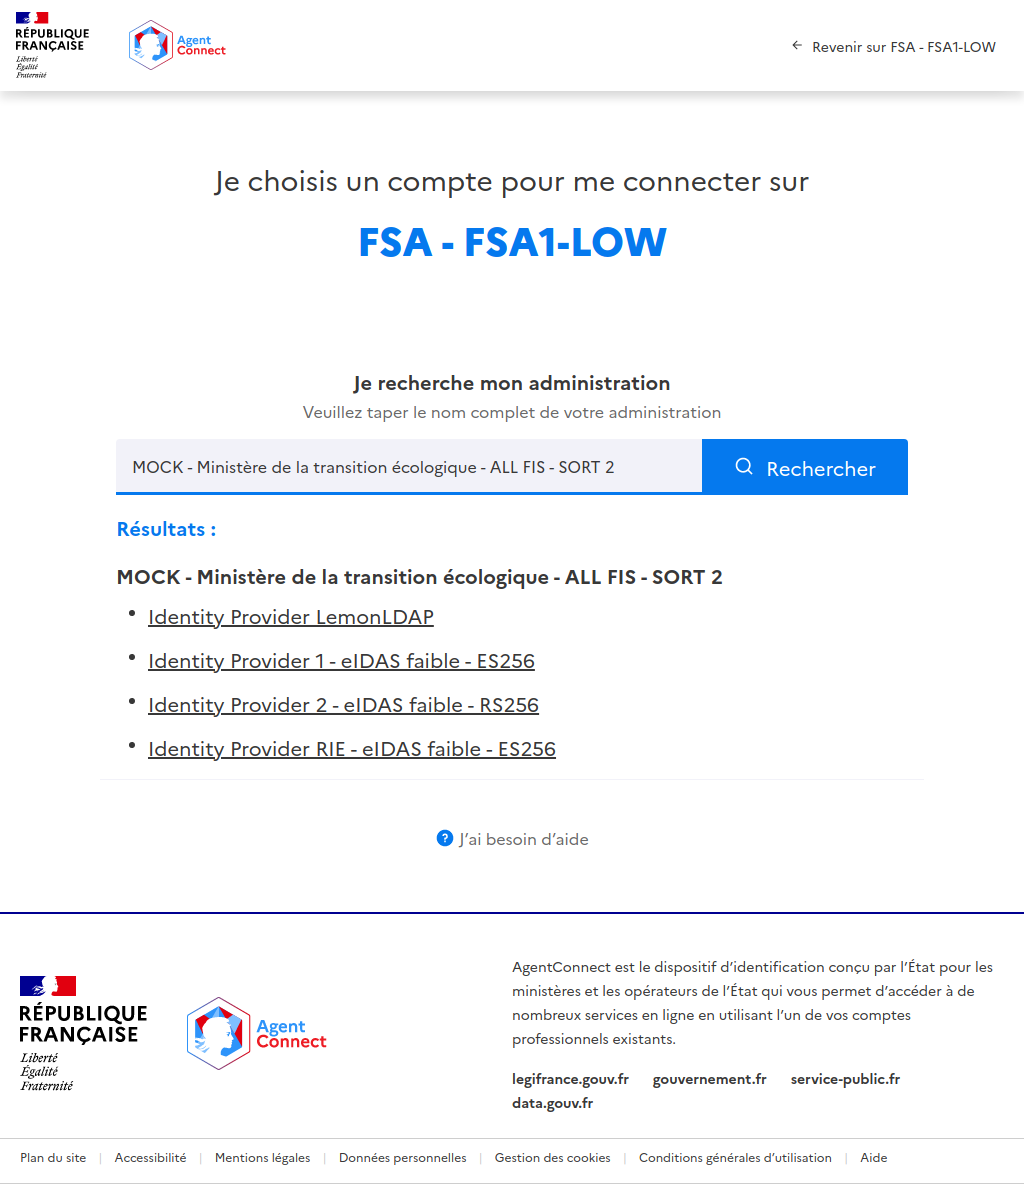 RÉPUBLIQUE
FRANÇAISE
Liberté
Égalité
Fraternité
Agent
Connect
Revenir sur FSA - FSA1-LOW
Je choisis un compte pour me connecter sur
FSA - FSA1-LOW
Je recherche mon administration
Veuillez taper le nom complet de votre administration
MOCK - Ministère de la transition écologique - ALL FIS - SORT 2
Rechercher
Résultats :
MOCK - Ministère de la transition écologique - ALL FIS - SORT 2
Identity Provider LemonLDAP
Identity Provider 1 - eIDAS faible - ES256
Identity Provider 2 - eIDAS faible - RS256
Identity Provider RIE - eIDAS faible - ES256
J’ai besoin d’aide
RÉPUBLIQUE
FRANÇAISE
Liberté
Égalité
Fraternité
Agent
Connect
AgentConnect est le dispositif d’identification conçu par l’État pour les
ministères et les opérateurs de l’État qui vous permet d’accéder à de
nombreux services en ligne en utilisant l’un de vos comptes
professionnels existants.
legifrance.gouv.fr gouvernement.fr service-public.fr
data.gouv.fr
Plan du site | Accessibilité | Mentions légales | Données personnelles | Gestion des cookies | Conditions générales d’utilisation | Aide